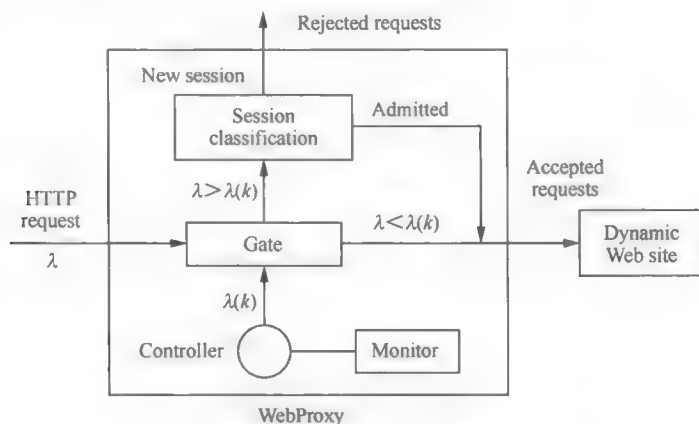 Rejected requests
New session
Session
classification
Admitted
λ>λ(k)
Accepted
requests
HTTP
request
λ
Gate
λ<λ(k)
Dynamic
Web site
λ(k)
Controller
Monitor
WebProxy